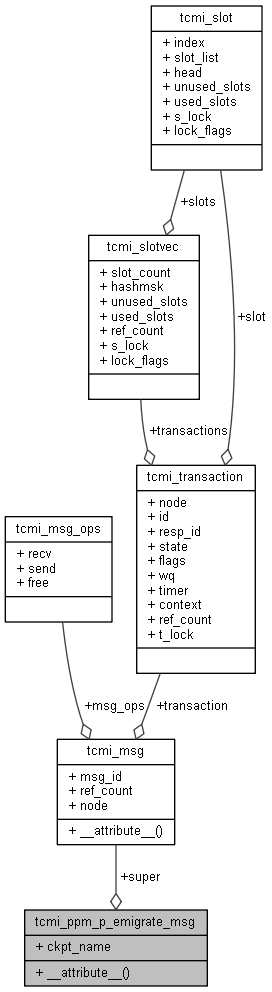 tcmi_slot
+ index
+ slot_list
+ head
+ unused_slots
+ used_slots
+ s_lock
+ lock_flags
+slots
tcmi_slotvec
+ slot_count
+ hashmsk
+ unused_slots
+ used_slots
+ ref_count
+ s_lock
+ lock_flags
+slot
+transactions
tcmi_transaction
+ node
+ id
+ resp_id
+ state
+ flags
+ wq
+ timer
+ context
+ ref_count
+ t_lock
tcmi_msg_ops
+ recv
+ send
+ free
+msg_ops
+transaction
tcmi_msg
+ msg_id
+ ref_count
+ node
+ __attribute__()
+super
tcmi_ppm_p_emigrate_msg
+ ckpt_name
+ __attribute__()